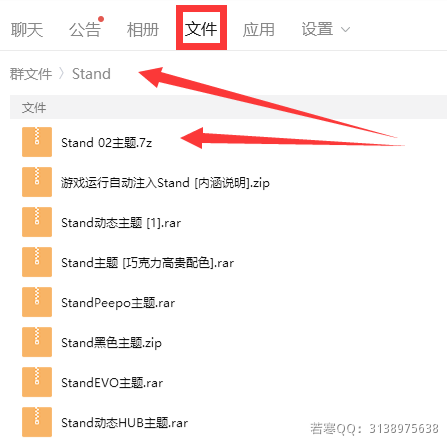 聊天 公告 相册 文件 应用 设置
群文件 〉Stand
文件
Stand 02主题.7z
游戏运行自动注入Stand [内涵说明].zip
Stand动态主题 [1].rar
Stand主题 [巧克力高贵配色].rar
StandPeepo主题.rar
Stand黑色主题.zip
StandEVO主题.rar
Stand动态HUB主题.rar
若寒QQ：3138975638